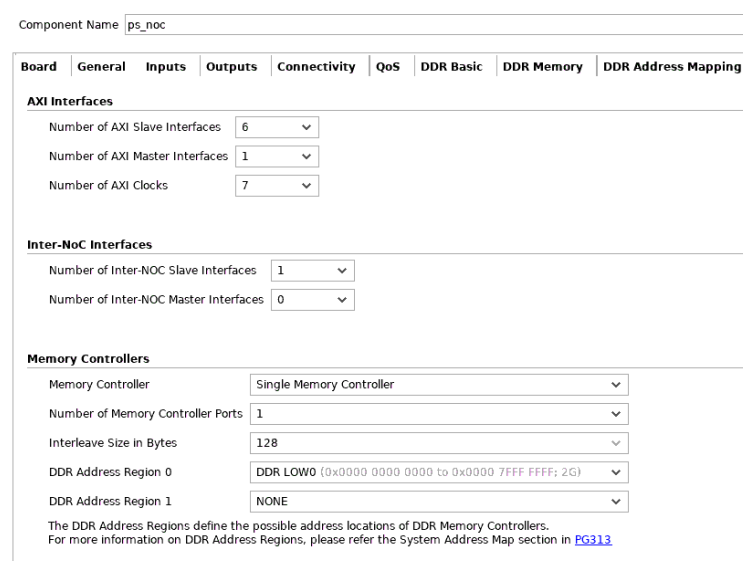 Component Name ps_noc
Board General Inputs Outputs Connectivity QoS DDR Basic DDR Memory DDR Address Mapping
AXI Interfaces
Number of AXI Slave Interfaces 6
Number of AXI Master Interfaces 1
Number of AXI Clocks 7
Inter-NoC Interfaces
Number of Inter-NOC Slave Interfaces 1
Number of Inter-NOC Master Interfaces 0
Memory Controllers
Memory Controller Single Memory Controller
Number of Memory Controller Ports 1
Interleave Size in Bytes 128
DDR Address Region 0 DDR LOW0 (0x0000 0000 0000 to 0x0000 7FFF FFFF; 2G)
DDR Address Region 1 NONE
The DDR Address Regions define the possible address locations of DDR Memory Controllers.
For more information on DDR Address Regions, please refer the System Address Map section in PG313